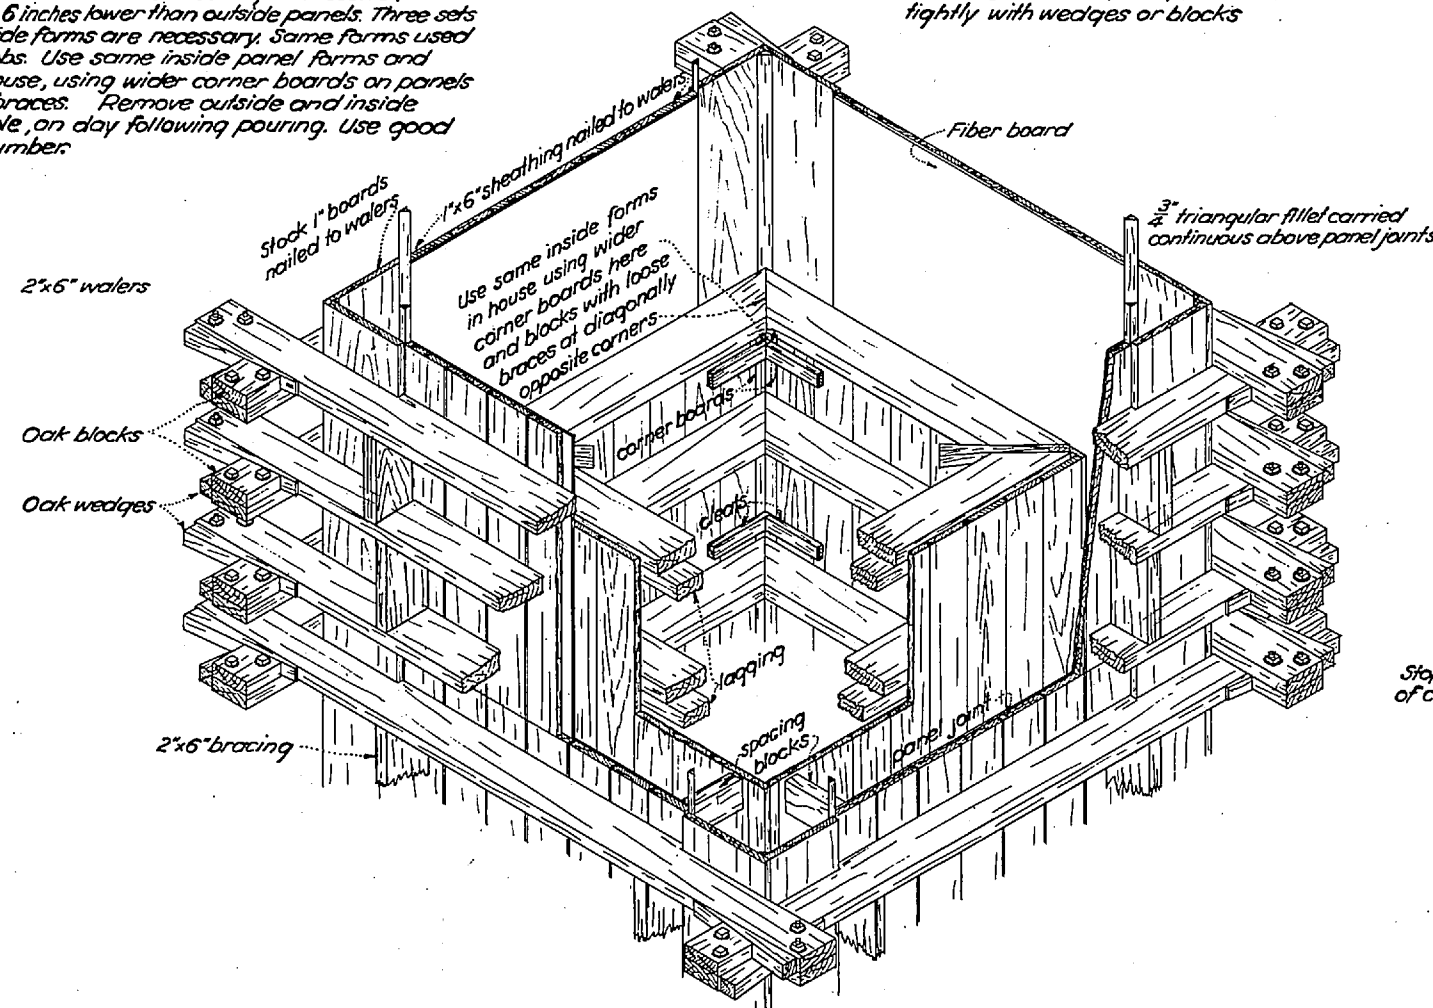 6 inches lower than outside panels. Three sets
de forms are necessary. Same forms used
bs. Use same inside panel forms and
ouse, using wider corner boards on panels
braces. Remove outside and inside
le, on day following pouring. Use good
umber.
tightly with wedges or blocks
1"x6" sheathing nailed to walers
Fiber board
Stock 1" boards
nailed to walers
3/4" triangular fillet carried
continuous above panel joints
2"x6" walers
Use same inside forms
in house using wider
corner boards here
and blocks with loose
braces at diagonally
opposite corners
corner boards
Oak blocks
Oak wedges
cleats
lagging
2"x6" bracing
spacing
blocks
panel joint
of c